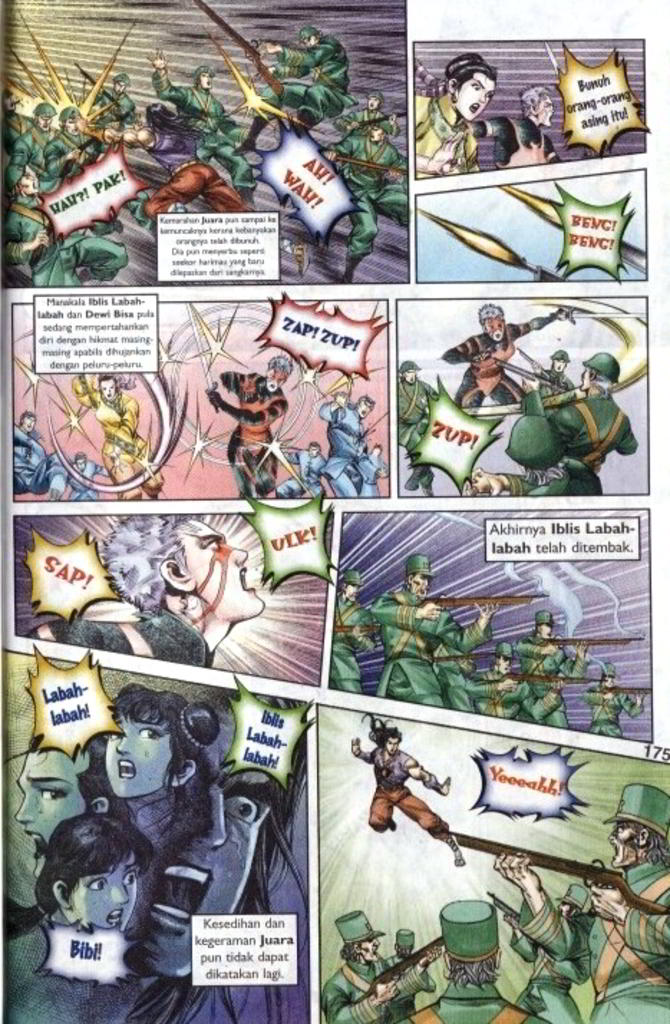 UAH?! PAK!
AH!
WAH!
Kemarahan Juara pun sampai ke
kemuncaknya kerana kebanyakan
orangnya telah dibunuh.
Dia pun menyerbu seperti
seekor harimau yang baru
dilepaskan dari sangkarnya.
Bunuh
orang-orang
asing itu!
BENG!
BENG!
Manakala Iblis Labah-
labah dan Dewi Bisu pula
sedang mempertahankan
diri dengan hikmat masing-
masing apabila dihujankan
dengan peluru-peluru.
ZAP! ZUP!
ZUP!
SAP!
ULK!
Akhirnya Iblis Labah-
labah telah ditembak.
Labah-
labah!
Iblis
Labah-
labah!
Bibi!
Kesedihan dan
kegeraman Juara
pun tidak dapat
dikatakan lagi.
175
Yeeeahh!